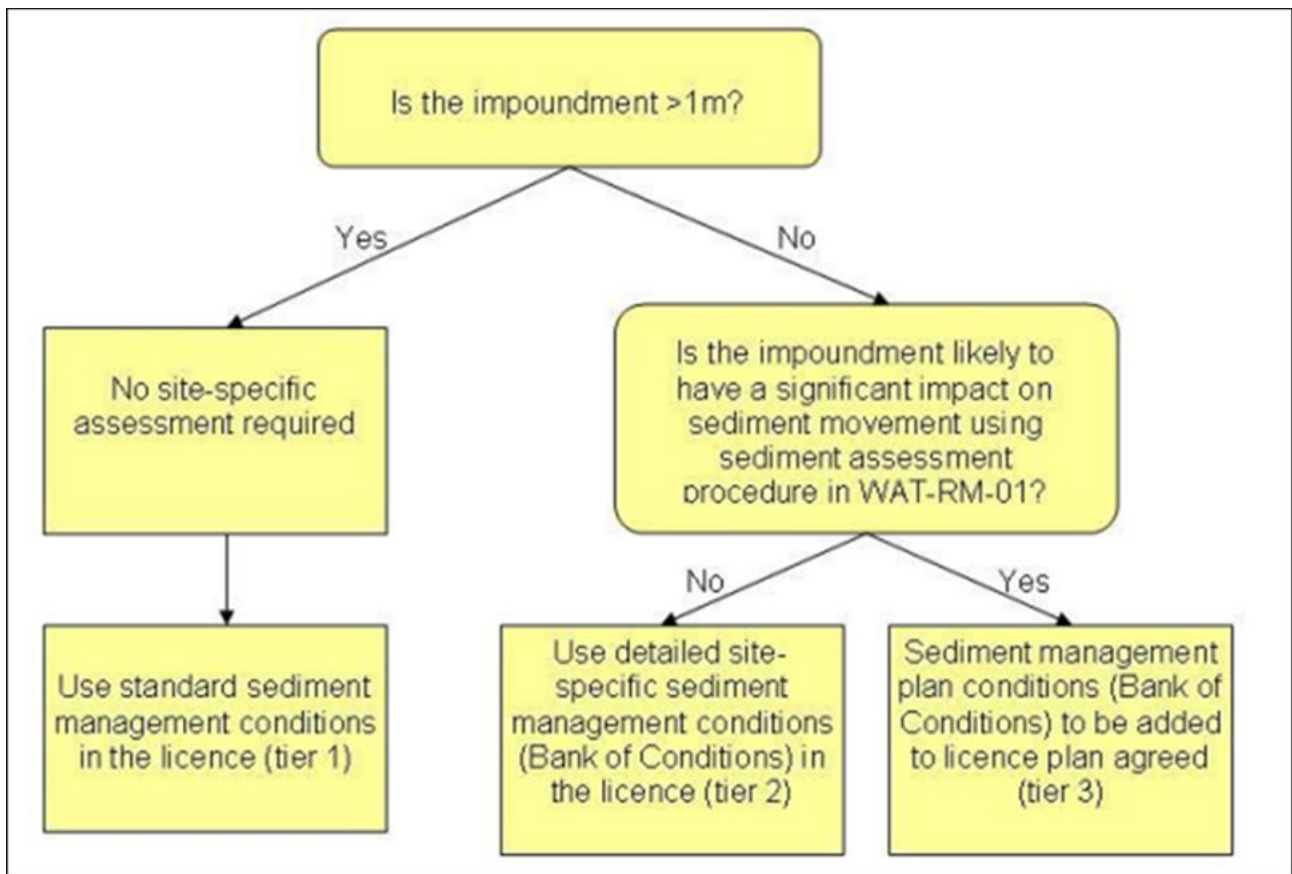 Is the impoundment >1m?
Yes
No
No site-specific
assessment required
Is the impoundment likely to
have a significant impact on
sediment movement using
sediment assessment
procedure in WAT-RM-01?
No
Yes
Use standard sediment
management conditions
in the licence (tier 1)
Use detailed site-
specific sediment
management conditions
(Bank of Conditions) in
the licence (tier 2)
Sediment management
plan conditions (Bank of
Conditions) to be added
to licence plan agreed
(tier 3)